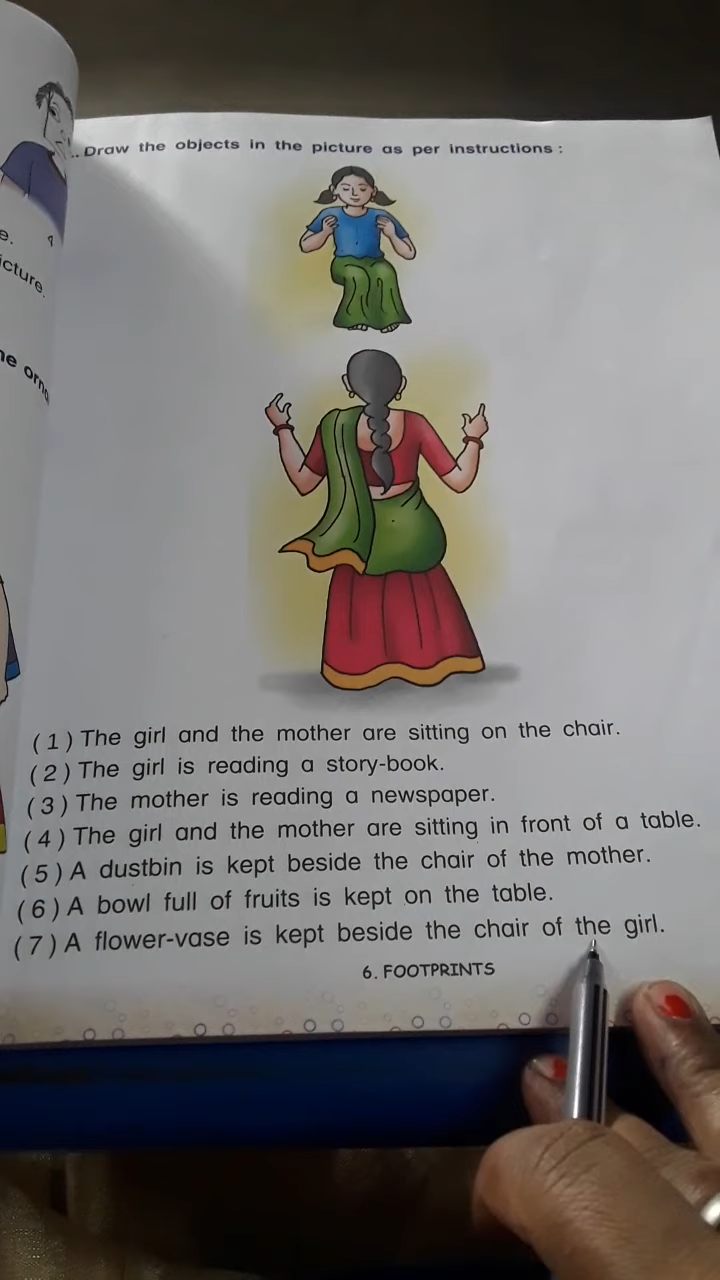 e.
icture.
Draw the objects in the picture as per instructions :
(1) The girl and the mother are sitting on the chair.
(2) The girl is reading a story-book.
(3) The mother is reading a newspaper.
(4) The girl and the mother are sitting in front of a table.
(5) A dustbin is kept beside the chair of the mother.
(6) A bowl full of fruits is kept on the table.
(7) A flower-vase is kept beside the chair of the girl.
6. FOOTPRINTS